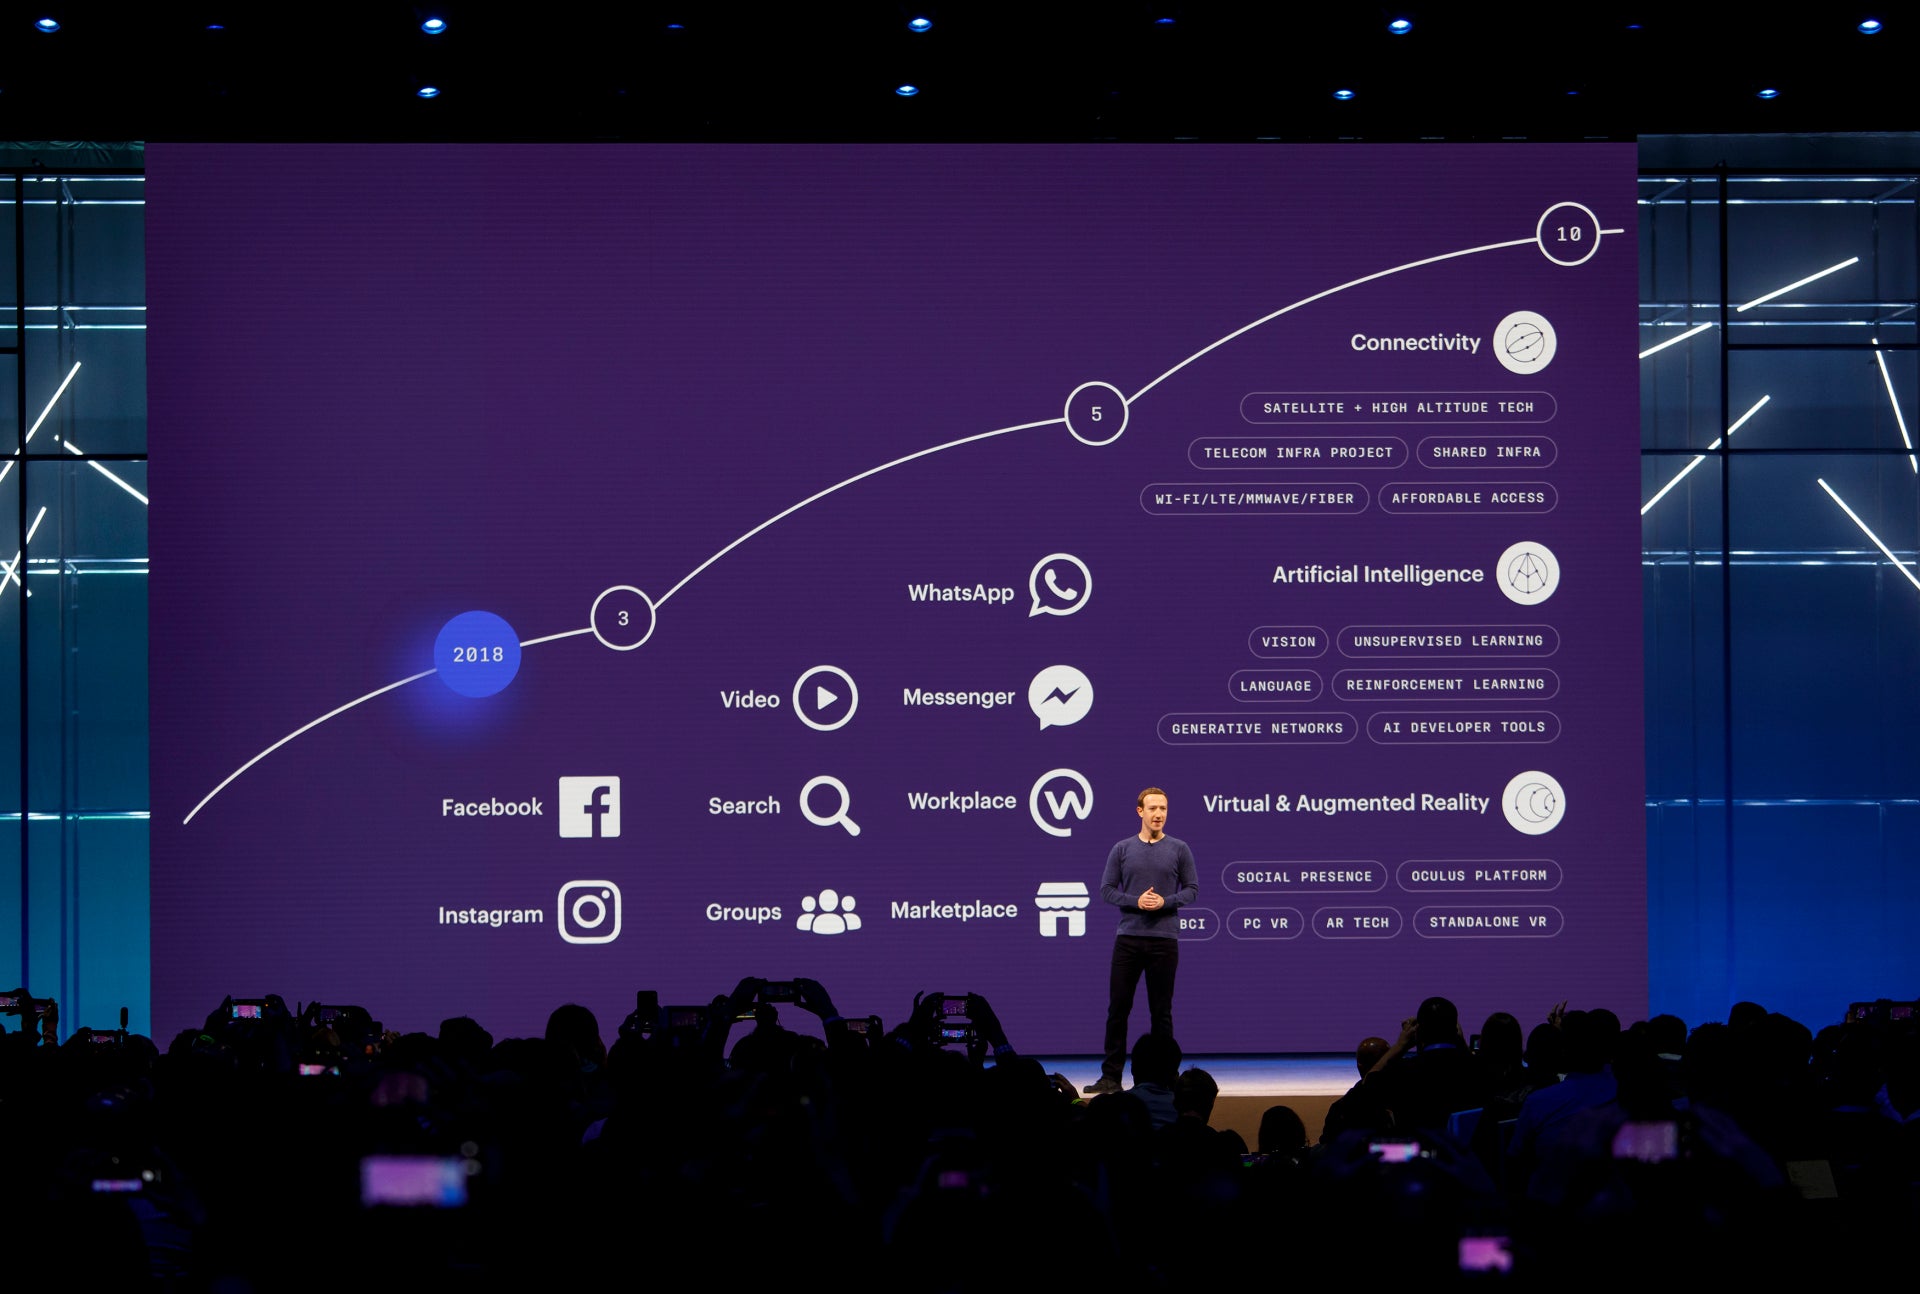 10
5
3
2018
Facebook
Instagram
Video
Search
Groups
WhatsApp
Messenger
Workplace
Marketplace
Connectivity
SATELLITE + HIGH ALTITUDE TECH
TELECOM INFRA PROJECT SHARED INFRA
WI-FI/LTE/MMWAVE/FIBER AFFORDABLE ACCESS
Artificial Intelligence
VISION UNSUPERVISED LEARNING
LANGUAGE REINFORCEMENT LEARNING
GENERATIVE NETWORKS AI DEVELOPER TOOLS
Virtual & Augmented Reality
SOCIAL PRESENCE OCULUS PLATFORM
BCI PC VR AR TECH STANDALONE VR